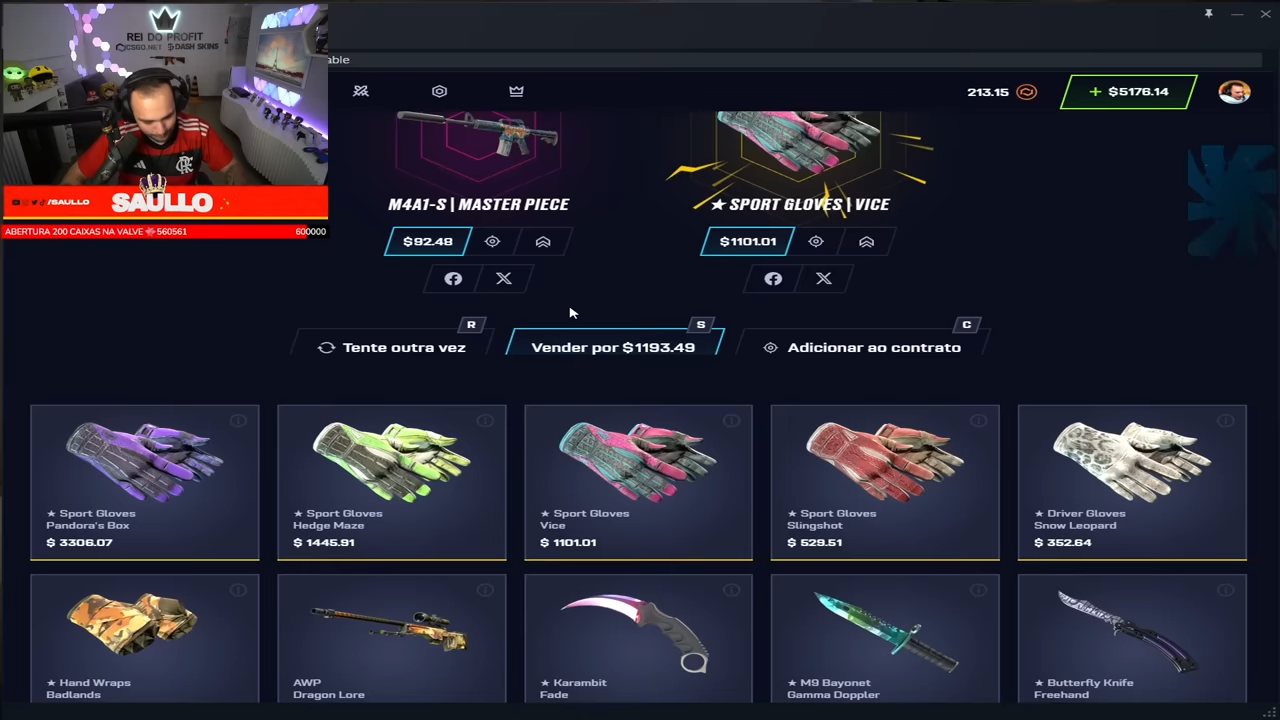 REI DO PROFIT
CSGO.NET DASH SKINS
/SAULLO
SAULLO
ABERTURA 200 CAIXAS NA VALVE 560561
600000
able
213.15
+ $5176.14
M4A1-S | MASTER PIECE
★ SPORT GLOVES | VICE
$92.48
$1101.01
R
S
C
Tente outra vez
Vender por $1193.49
Adicionar ao contrato
★ Sport Gloves
Pandora's Box
$ 3306.07
★ Sport Gloves
Hedge Maze
$ 1445.91
★ Sport Gloves
Vice
$ 1101.01
★ Sport Gloves
Slingshot
$ 529.51
★ Driver Gloves
Snow Leopard
$ 352.64
★ Hand Wraps
Badlands
AWP
Dragon Lore
★ Karambit
Fade
★ M9 Bayonet
Gamma Doppler
★ Butterfly Knife
Freehand